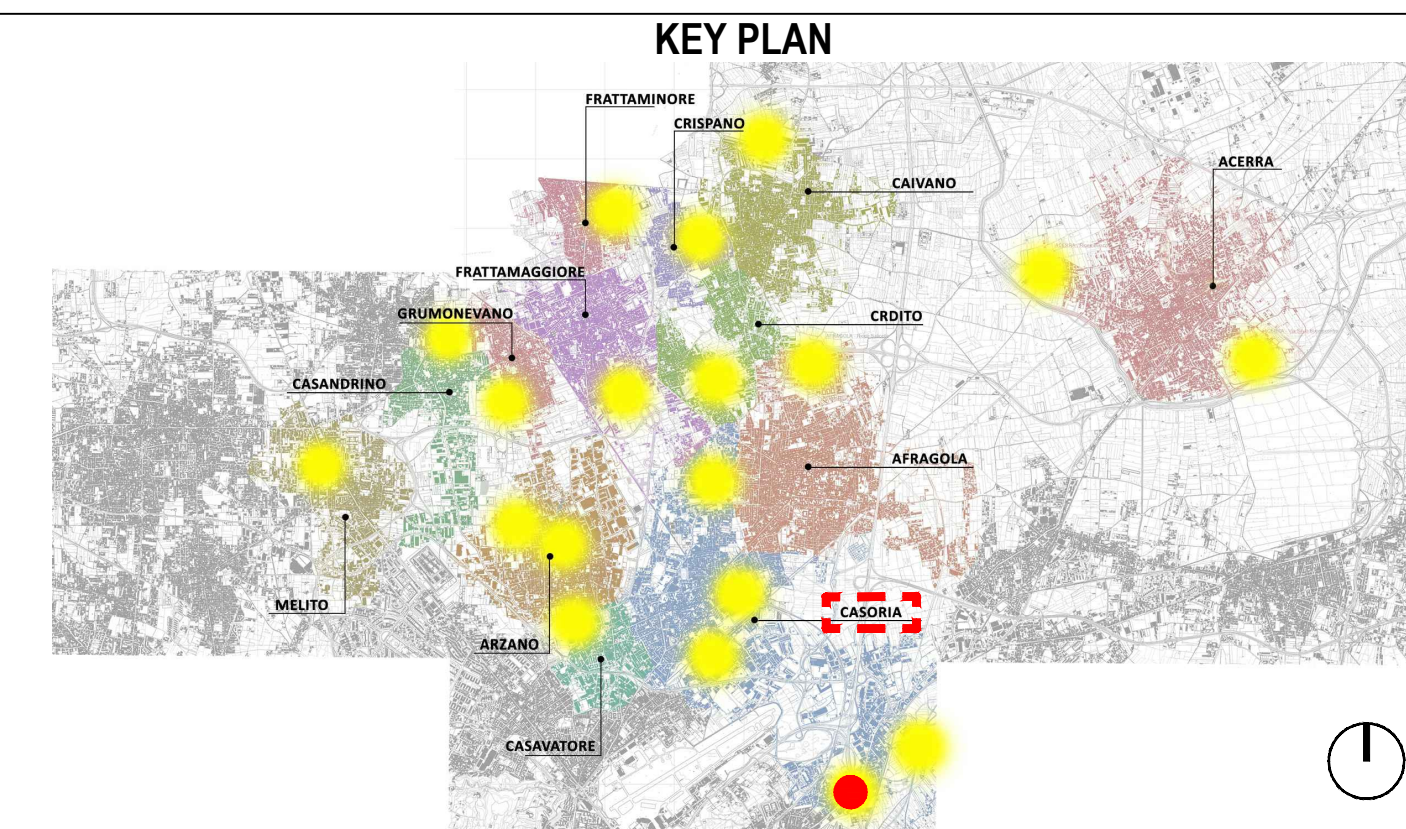 KEY PLAN
FRATTAMINORE
CRISPANO
ACERRA
CAIVANO
FRATTAMAGGIORE
GRUMONEVANO
CRDITO
CASANDRINO
AFRAGOLA
MELITO
CASORIA
ARZANO
CASAVATORE